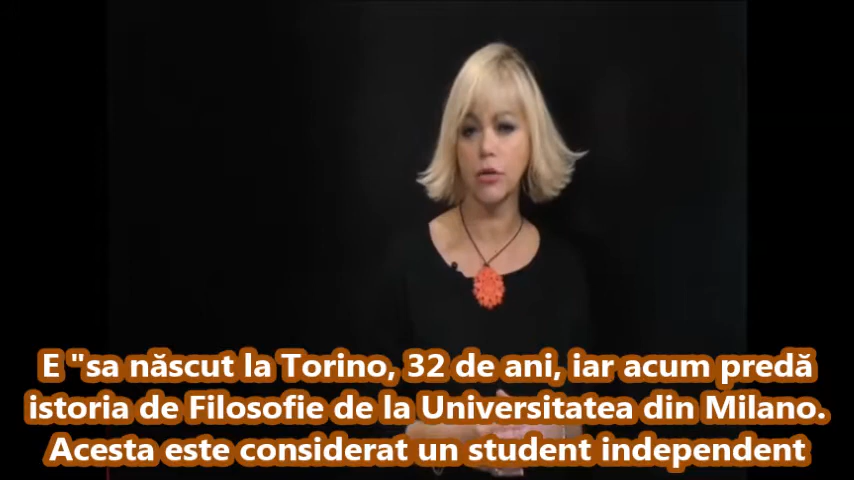 E "sa născut la Torino, 32 de ani, iar acum predă
istoria de Filosofie de la Universitatea din Milano.
Acesta este considerat un student independent